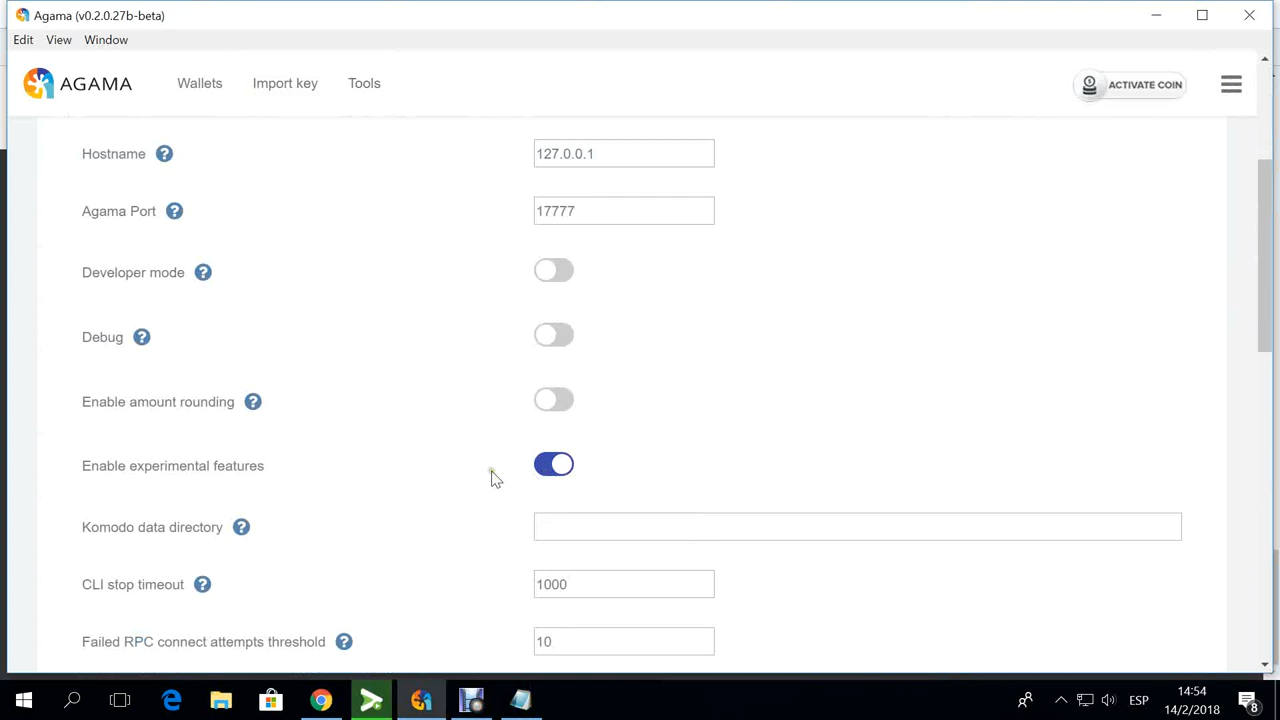 Agama (v0.2.0.27b-beta)
Edit View Window
AGAMA Wallets Import key Tools ACTIVATE COIN
Hostname ? 127.0.0.1
Agama Port ? 17777
Developer mode ?
Debug ?
Enable amount rounding ?
Enable experimental features
Komodo data directory ?
CLI stop timeout ? 1000
Failed RPC connect attempts threshold ? 10
ESP
14:54
14/2/2018
8